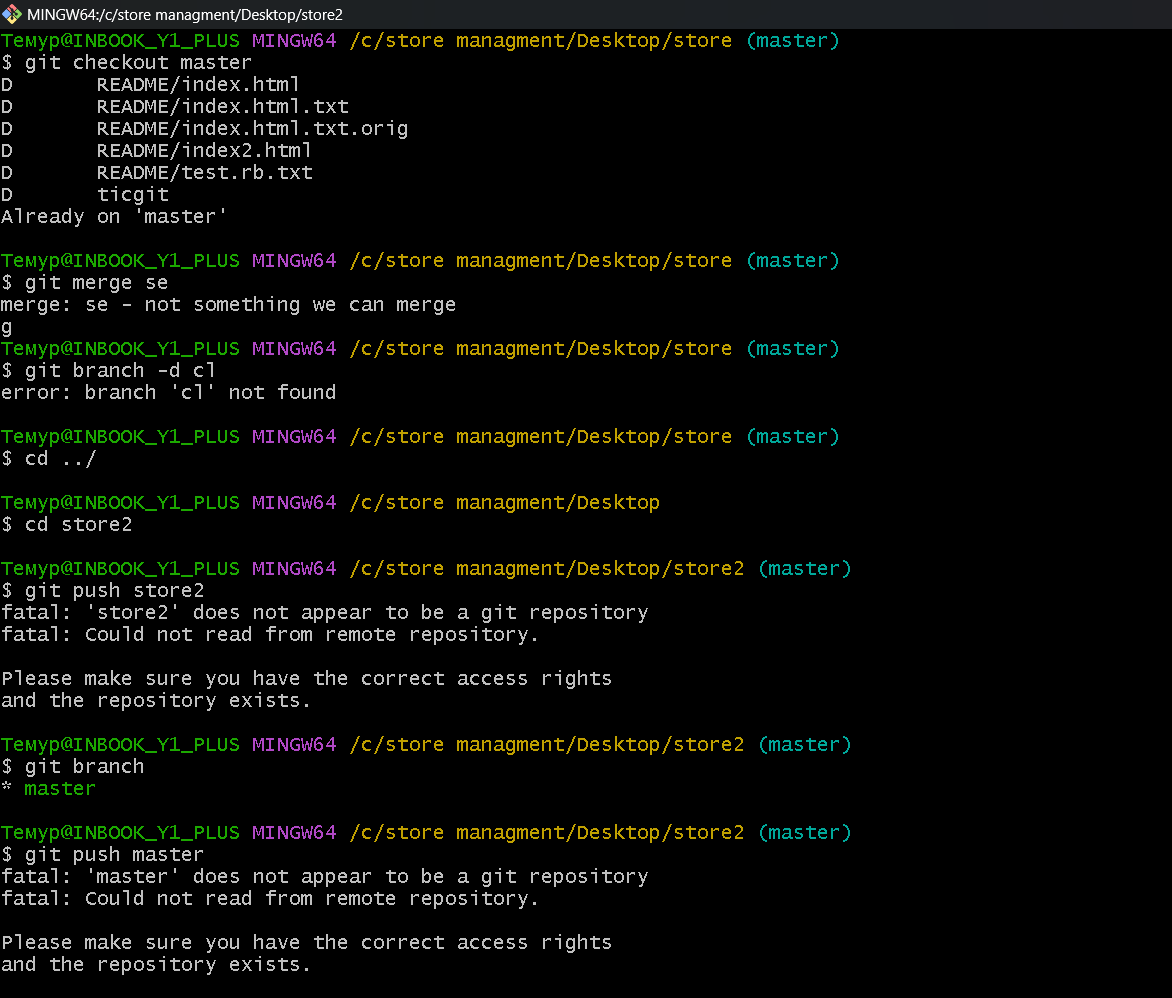 MINGW64:/c/store managment/Desktop/store2
Темур@INBOOK_Y1_PLUS MINGW64 /c/store managment/Desktop/store (master)
$ git checkout master
D       README/index.html
D       README/index.html.txt
D       README/index.html.txt.orig
D       README/index2.html
D       README/test.rb.txt
D       ticgit
Already on 'master'
Темур@INBOOK_Y1_PLUS MINGW64 /c/store managment/Desktop/store (master)
$ git merge se
merge: se - not something we can merge
g
Темур@INBOOK_Y1_PLUS MINGW64 /c/store managment/Desktop/store (master)
$ git branch -d cl
error: branch 'cl' not found
Темур@INBOOK_Y1_PLUS MINGW64 /c/store managment/Desktop/store (master)
$ cd ../
Темур@INBOOK_Y1_PLUS MINGW64 /c/store managment/Desktop
$ cd store2
Темур@INBOOK_Y1_PLUS MINGW64 /c/store managment/Desktop/store2 (master)
$ git push store2
fatal: 'store2' does not appear to be a git repository
fatal: Could not read from remote repository.
Please make sure you have the correct access rights
and the repository exists.
Темур@INBOOK_Y1_PLUS MINGW64 /c/store managment/Desktop/store2 (master)
$ git branch
* master
Темур@INBOOK_Y1_PLUS MINGW64 /c/store managment/Desktop/store2 (master)
$ git push master
fatal: 'master' does not appear to be a git repository
fatal: Could not read from remote repository.
Please make sure you have the correct access rights
and the repository exists.